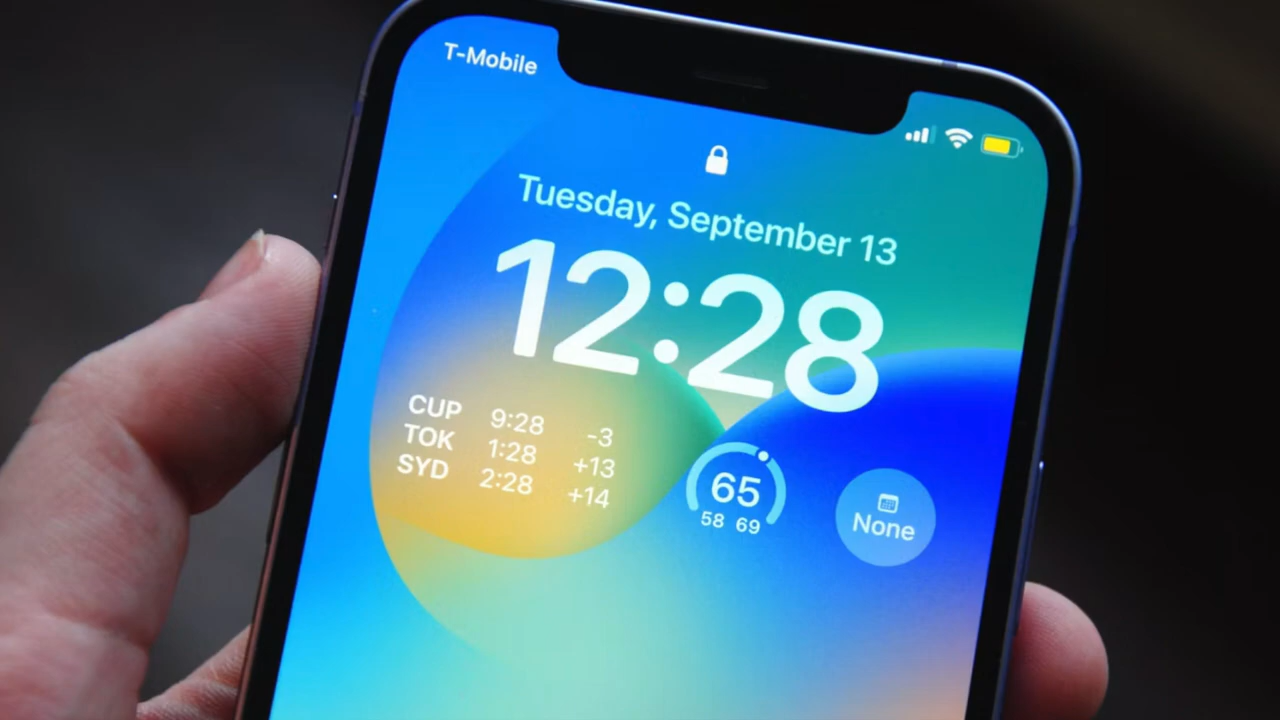 T-Mobile
Tuesday, September 13
12:28
CUP 9:28 -3
TOK 1:28 +13
SYD 2:28 +14
65
58 69
None